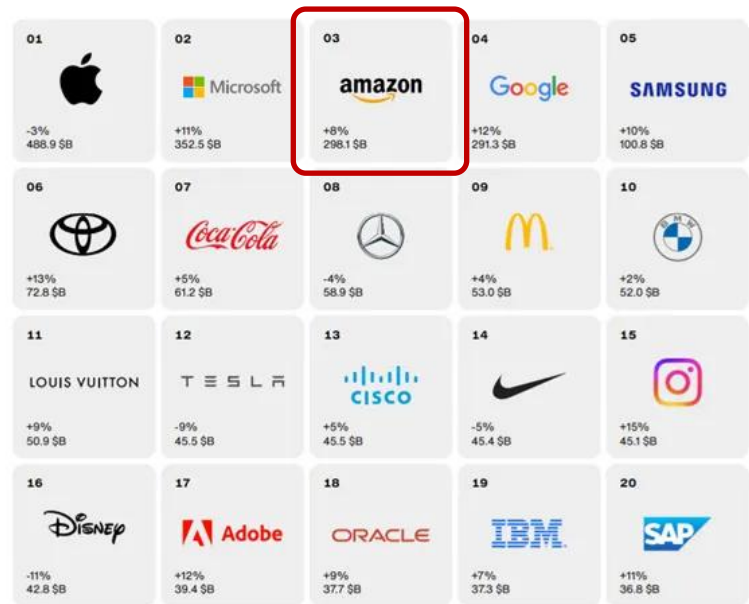 01
-3%
488.9 $B
02
Microsoft
+11%
352.5 $B
03
amazon
+8%
298.1 $B
04
Google
+12%
291.3 $B
05
SAMSUNG
+10%
100.8 $B
06
+13%
72.8 $B
07
Coca-Cola
+5%
61.2 $B
08
-4%
58.9 $B
09
+4%
53.0 $B
10
BMW
+2%
52.0 $B
11
LOUIS VUITTON
+9%
50.9 $B
12
TESLA
-9%
45.5 $B
13
CISCO
+5%
45.5 $B
14
-5%
45.4 $B
15
+15%
45.1 $B
16
Disney
-11%
42.8 $B
17
Adobe
+12%
39.4 $B
18
ORACLE
+9%
37.7 $B
19
IBM.
+7%
37.3 $B
20
SAP
+11%
36.8 $B